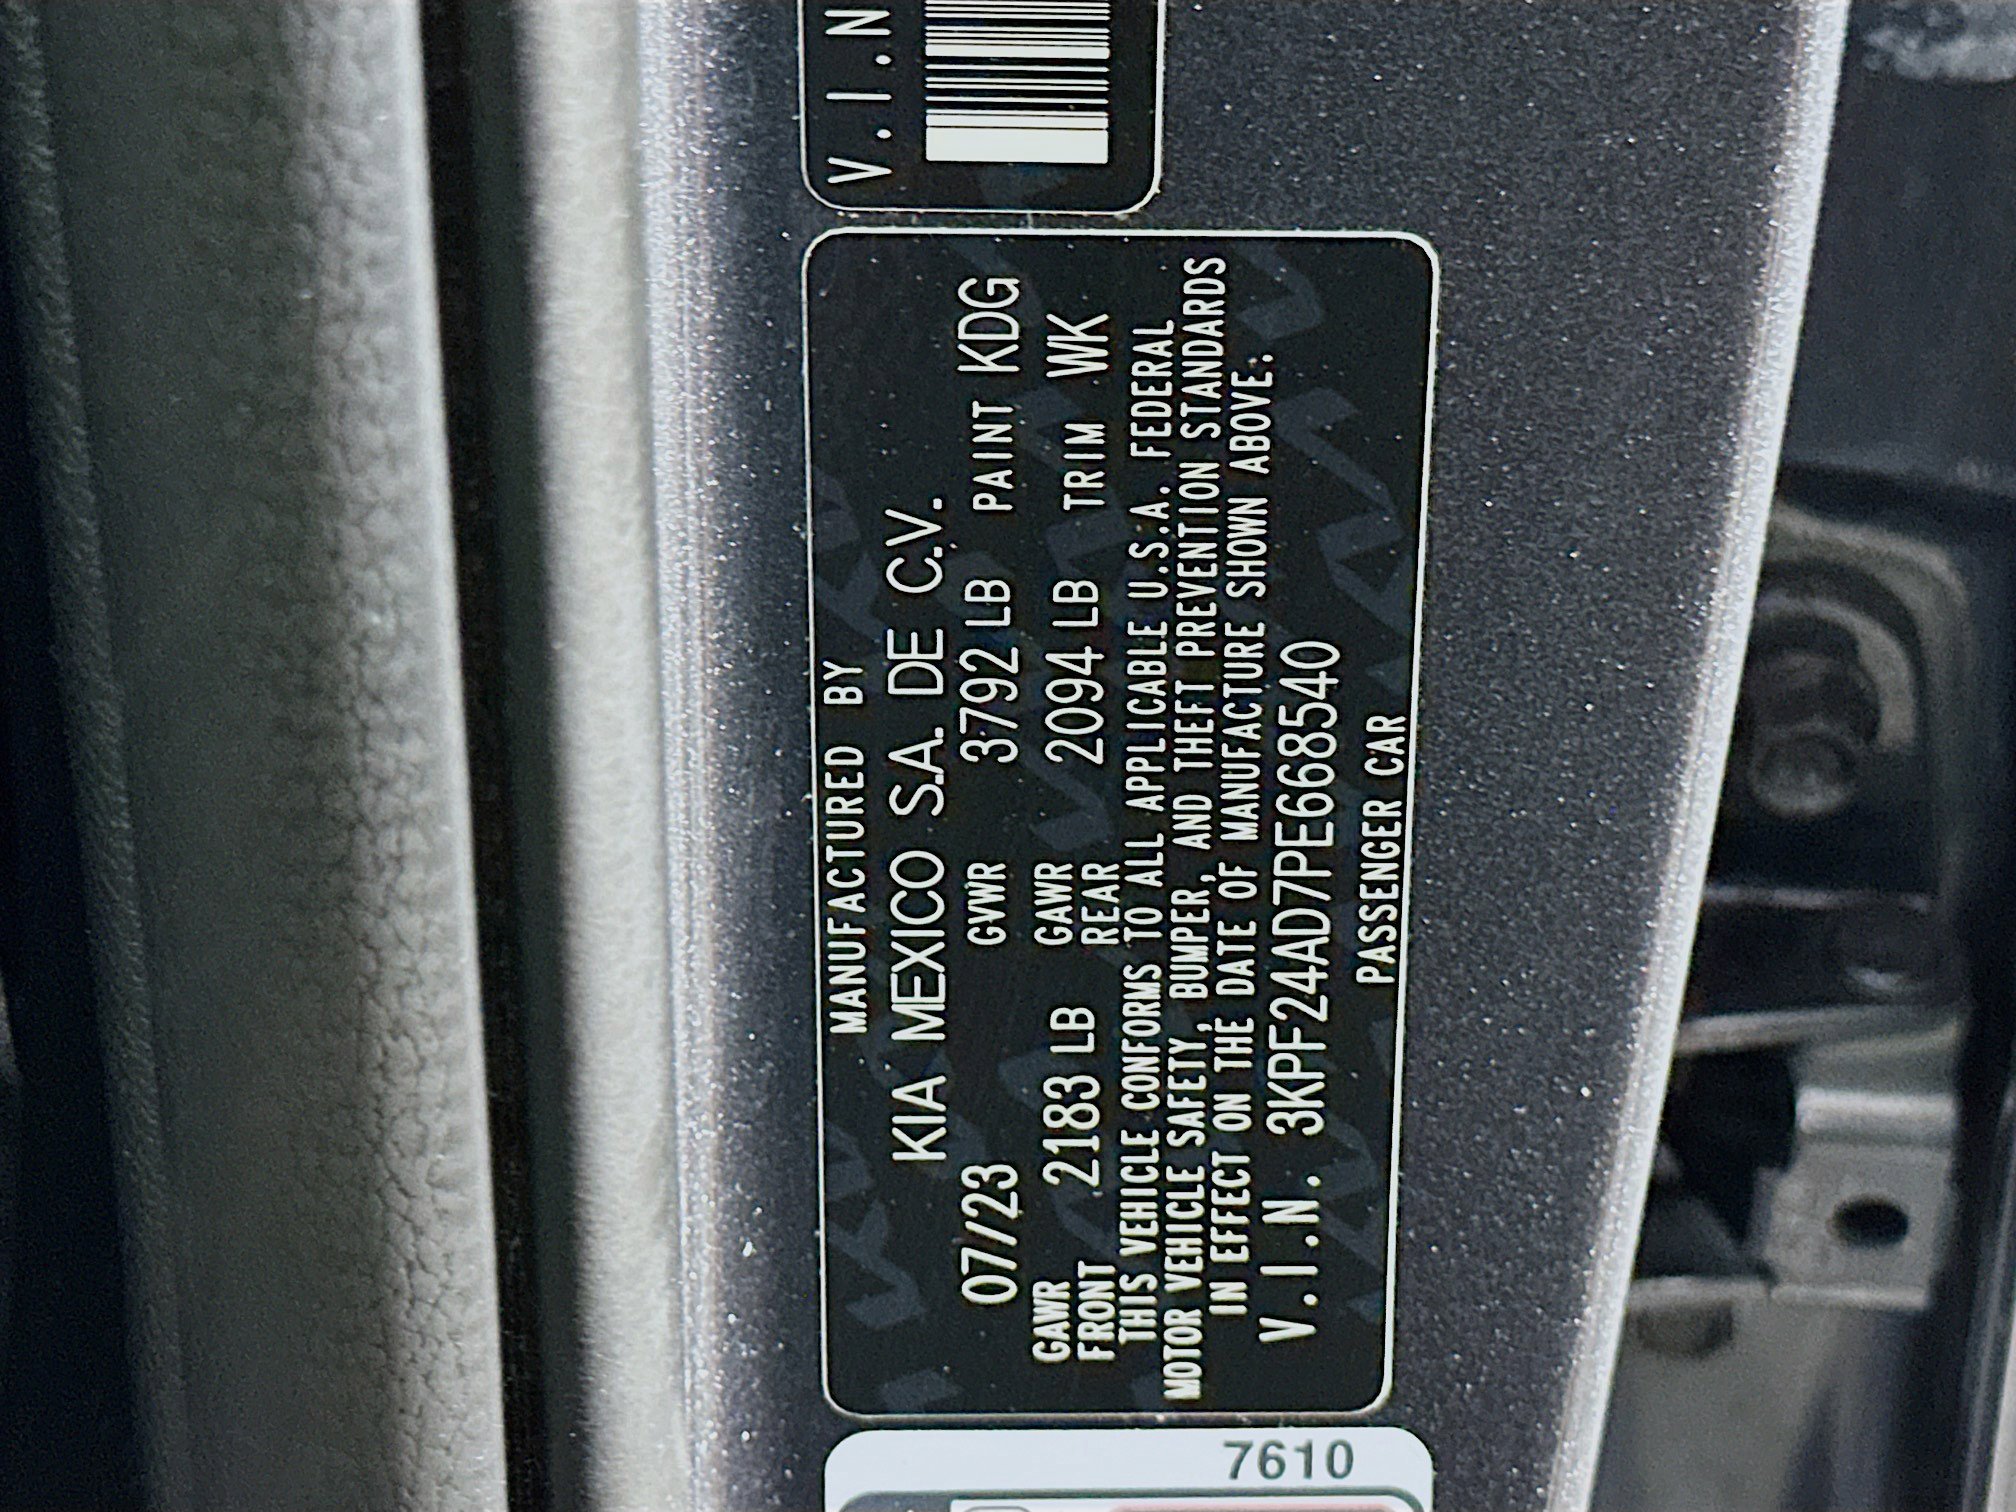 V.I.N
MANUFACTURED BY
KIA MEXICO S.A. DE C.V.
07/23 GVWR 3792 LB PAINT KDG
GAWR FRONT 2183 LB GAWR REAR 2094 LB TRIM WK
THIS VEHICLE CONFORMS TO ALL APPLICABLE U.S.A. FEDERAL
MOTOR VEHICLE SAFETY, BUMPER, AND THEFT PREVENTION STANDARDS
IN EFFECT ON THE DATE OF MANUFACTURE SHOWN ABOVE.
V.I.N. 3KPF24AD7PE668540
PASSENGER CAR
7610